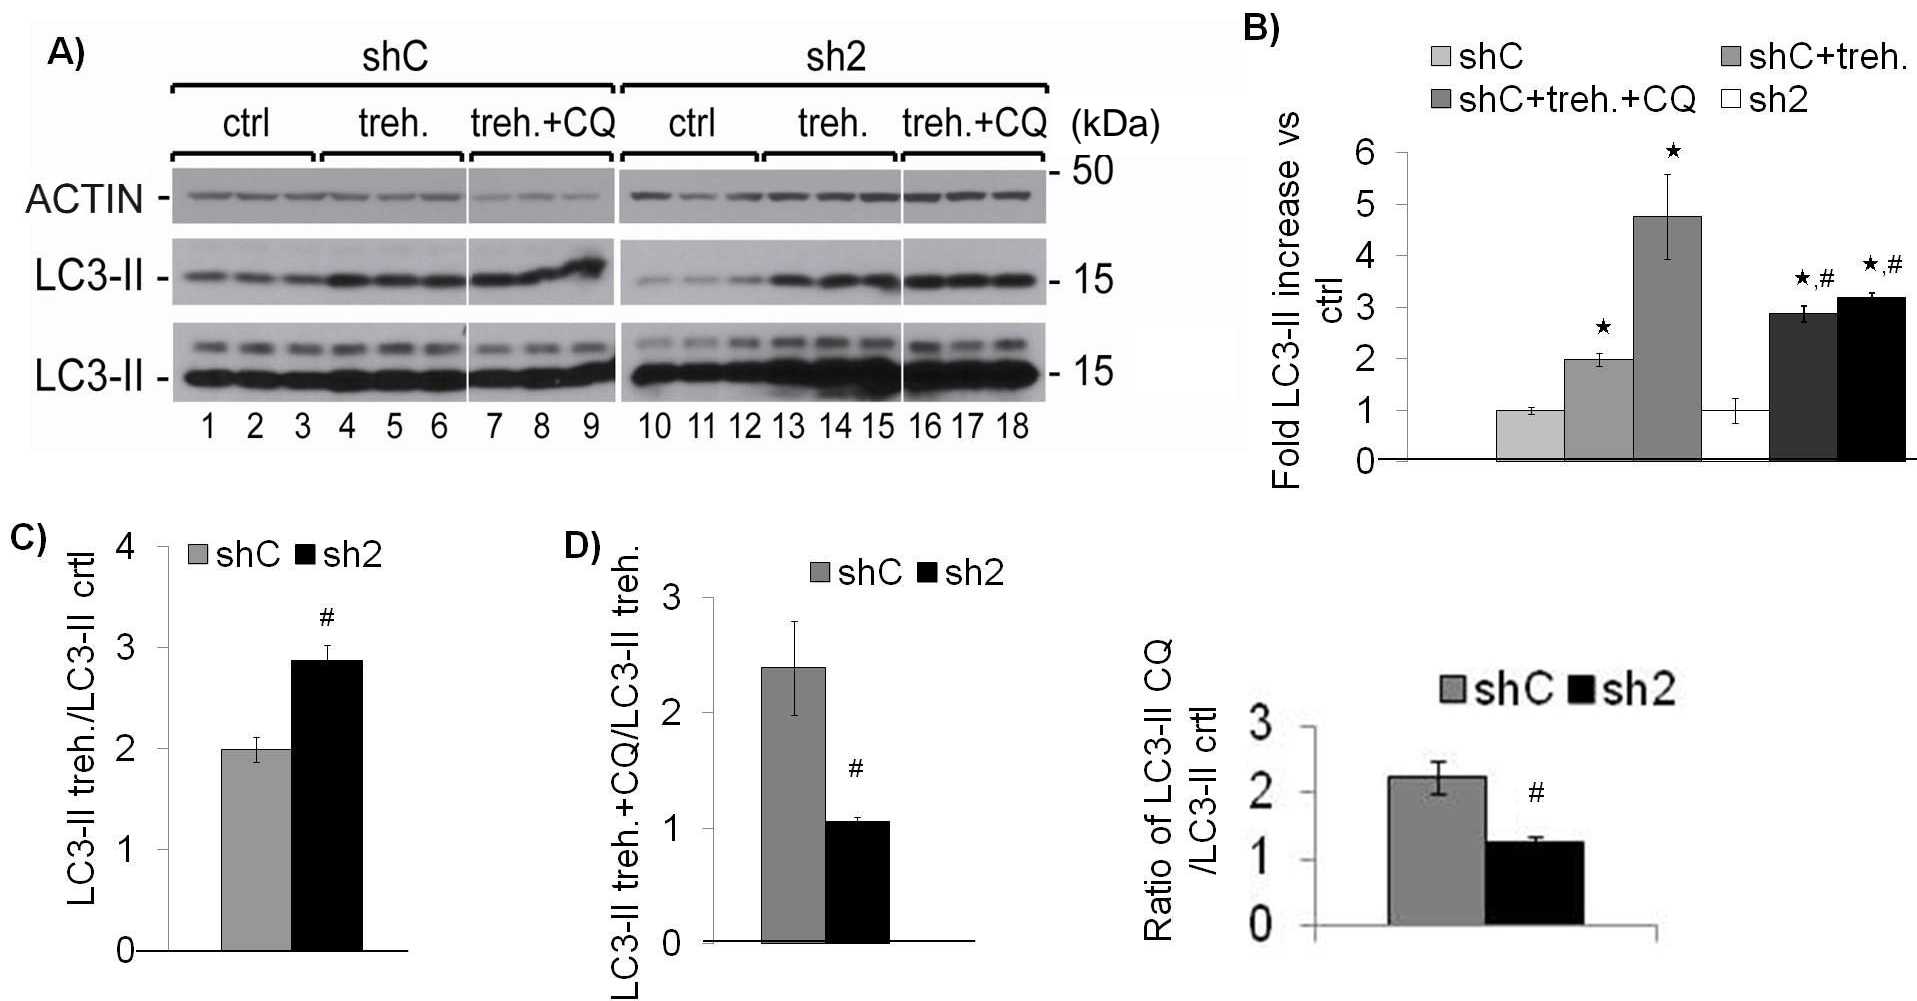 A)
shC sh2
ctrl treh. treh.+CQ ctrl treh. treh.+CQ (kDa)
ACTIN - - 50
LC3-II - - 15
LC3-II - - 15
1 2 3 4 5 6 7 8 9 10 11 12 13 14 15 16 17 18
B)
shC shC+treh.
shC+treh.+CQ sh2
Fold LC3-II increase vs
ctrl
6
5
4
3
2
1
0
★
★
★,#
★,#
C)
LC3-II treh./LC3-II crtl
shC sh2
4
3
2
1
0
#
D)
LC3-II treh.+CQ/LC3-II treh.
shC sh2
3
2
1
0
#
Ratio of LC3-II CQ
/LC3-II crtl
shC sh2
3
2
1
0
#